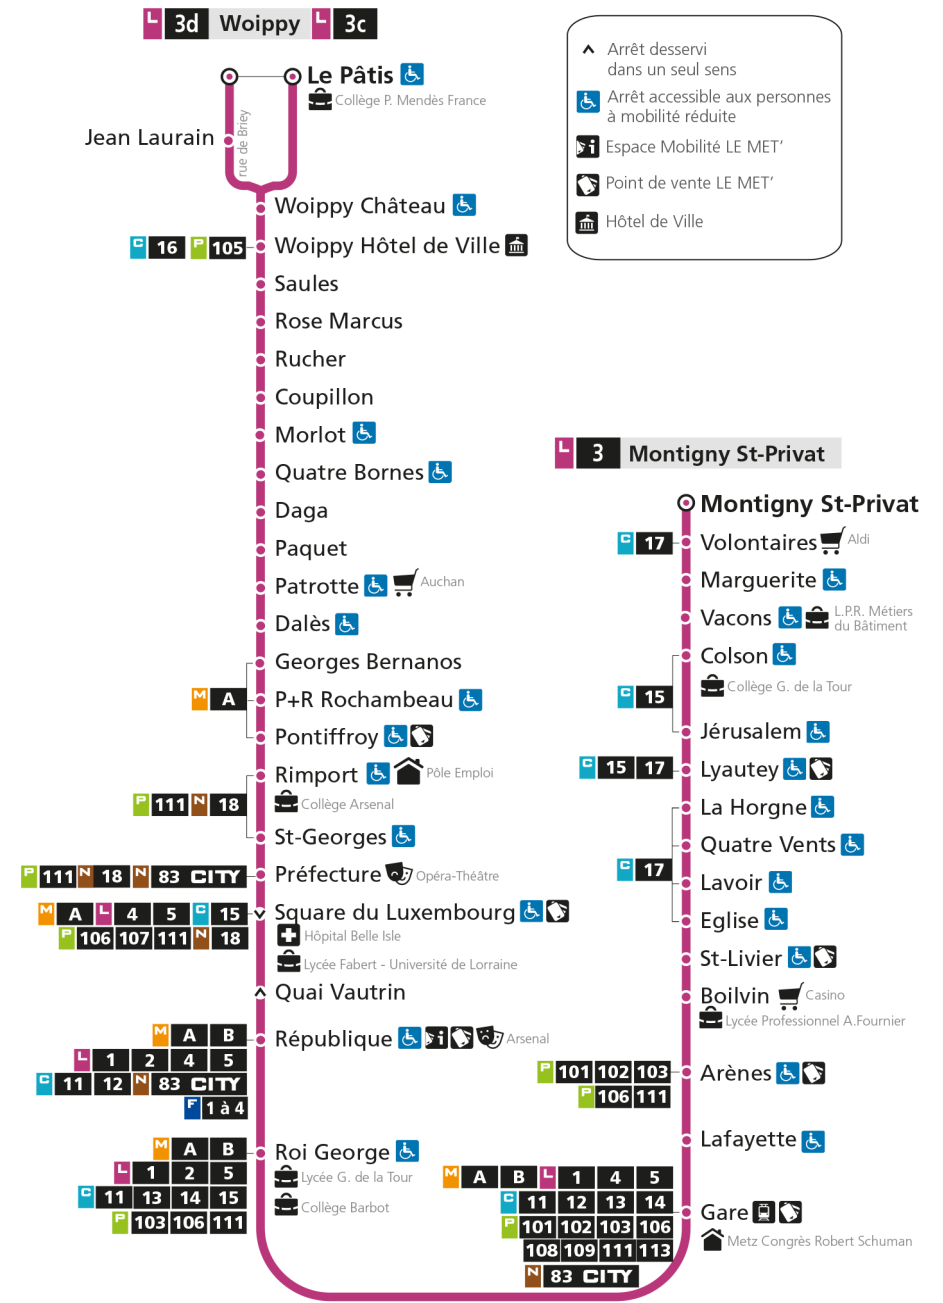 L 3d Woippy L 3c
Le Pâtis
Collège P. Mendès France
Jean Laurain
rue de Briey
Woippy Château
C 16 P 105 Woippy Hôtel de Ville
Saules
Rose Marcus
Rucher
Coupillon
Morlot
Quatre Bornes
Daga
Paquet
Patrotte Auchan
Dalès
Georges Bernanos
M A P+R Rochambeau
Pontiffroy
Rimport Pôle Emploi
P 111 N 18 Collège Arsenal
St-Georges
P 111 N 18 N 83 CITY Préfecture Opéra-Théâtre
M A L 4 5 C 15 Square du Luxembourg
P 106 107 111 N 18 Hôpital Belle Isle
Lycée Fabert - Université de Lorraine
Quai Vautrin
M A B République Arsenal
L 1 2 4 5
C 11 12 N 83 CITY
F 1 à 4
M A B Roi George
L 1 2 5 Lycée G. de la Tour
C 11 13 14 15 Collège Barbot
P 103 106 111
Arrêt desservi
dans un seul sens
Arrêt accessible aux personnes
à mobilité réduite
Espace Mobilité LE MET'
Point de vente LE MET'
Hôtel de Ville
L 3 Montigny St-Privat
Montigny St-Privat
C 17 Volontaires Aldi
Marguerite
Vacons L.P.R. Métiers
du Bâtiment
Colson
C 15 Collège G. de la Tour
Jérusalem
C 15 17 Lyautey
La Horgne
Quatre Vents
C 17 Lavoir
Eglise
St-Livier
Boilvin Casino
Lycée Professionnel A.Fournier
P 101 102 103 Arènes
P 106 111
Lafayette
M A B L 1 4 5
C 11 12 13 14 Gare
P 101 102 103 106 Metz Congrès Robert Schuman
108 109 111 113
N 83 CITY